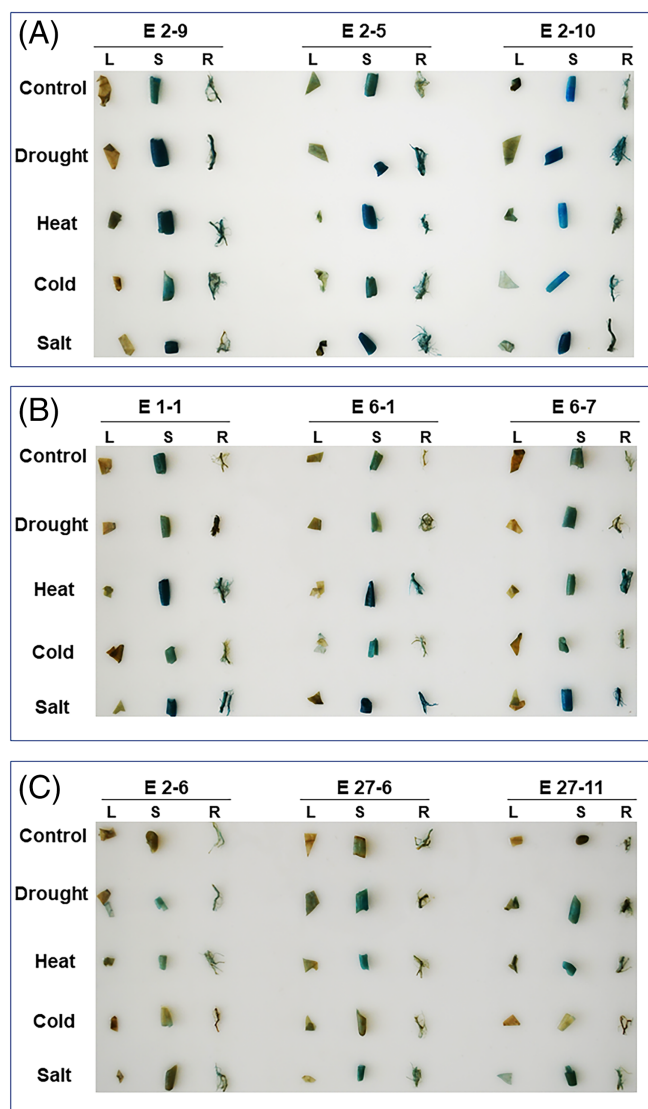 (A)
E 2-9 E 2-5 E 2-10
L S R L S R L S R
Control
Drought
Heat
Cold
Salt
(B)
E 1-1 E 6-1 E 6-7
L S R L S R L S R
Control
Drought
Heat
Cold
Salt
(C)
E 2-6 E 27-6 E 27-11
L S R L S R L S R
Control
Drought
Heat
Cold
Salt